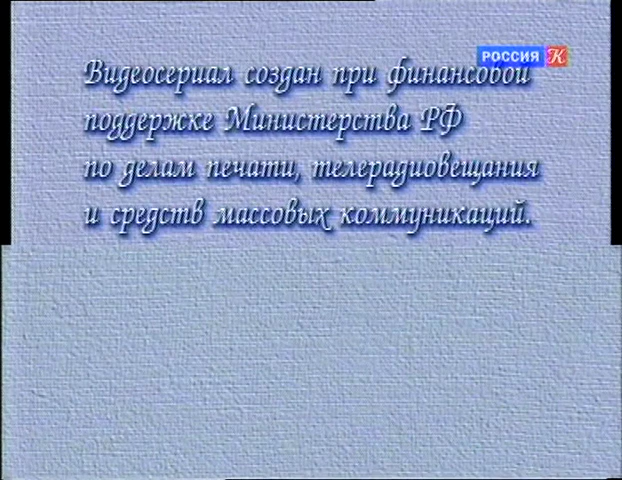 РОССИЯ К
Видеосериал создан при финансовой
поддержке Министерства РФ
по делам печати, телерадиовещания
и средств массовых коммуникаций.